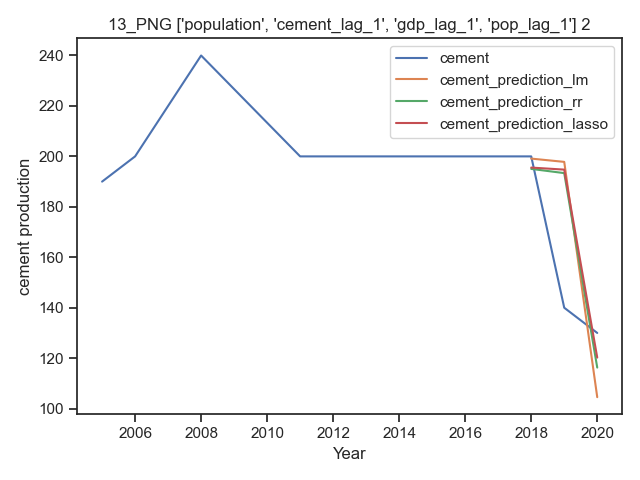 13_PNG ['population', 'cement_lag_1', 'gdp_lag_1', 'pop_lag_1'] 2
cement
cement_prediction_lm
cement_prediction_rr
cement_prediction_lasso
cement production
240
220
200
180
160
140
120
100
2006 2008 2010 2012 2014 2016 2018 2020
Year